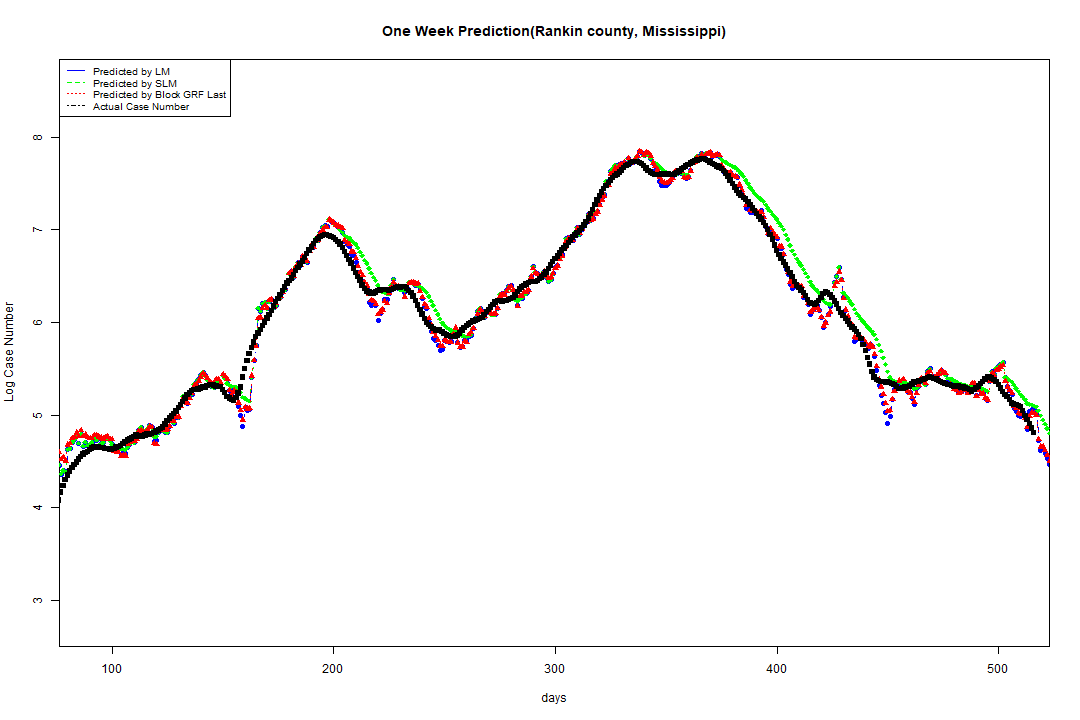 One Week Prediction(Rankin county, Mississippi)
Predicted by LM
Predicted by SLM
Predicted by Block GRF Last
Actual Case Number
8
7
6
5
4
3
Log Case Number
100 200 300 400 500
days